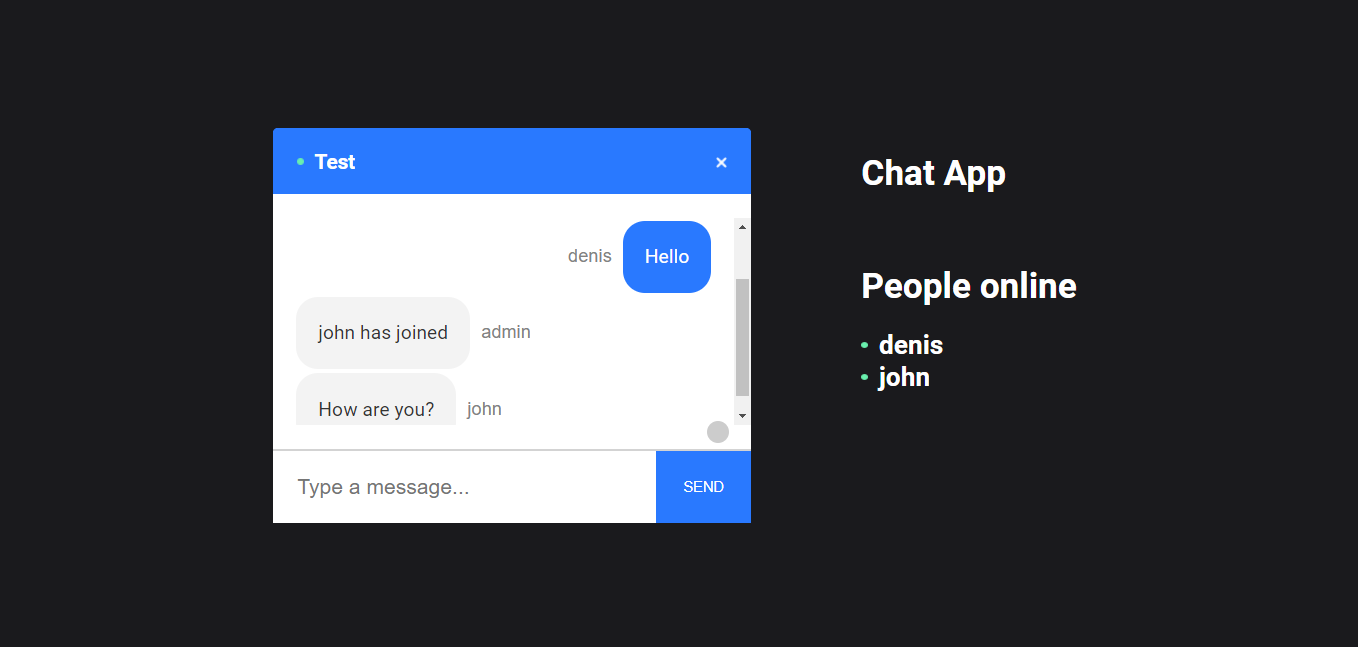 Test ×
denis Hello
john has joined admin
How are you? john
Type a message...
SEND
Chat App
People online
denis
john